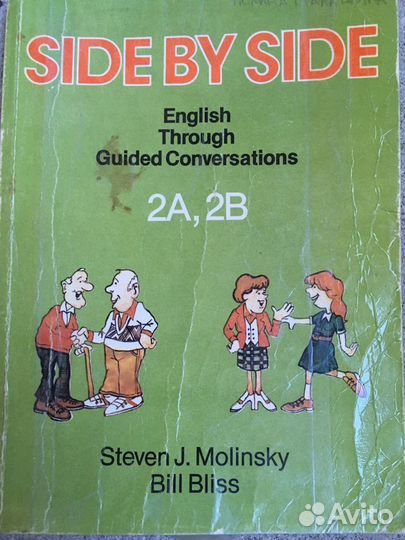 SIDE BY SIDE
English
Through
Guided Conversations
2A, 2B
Steven J. Molinsky
Bill Bliss
Avito